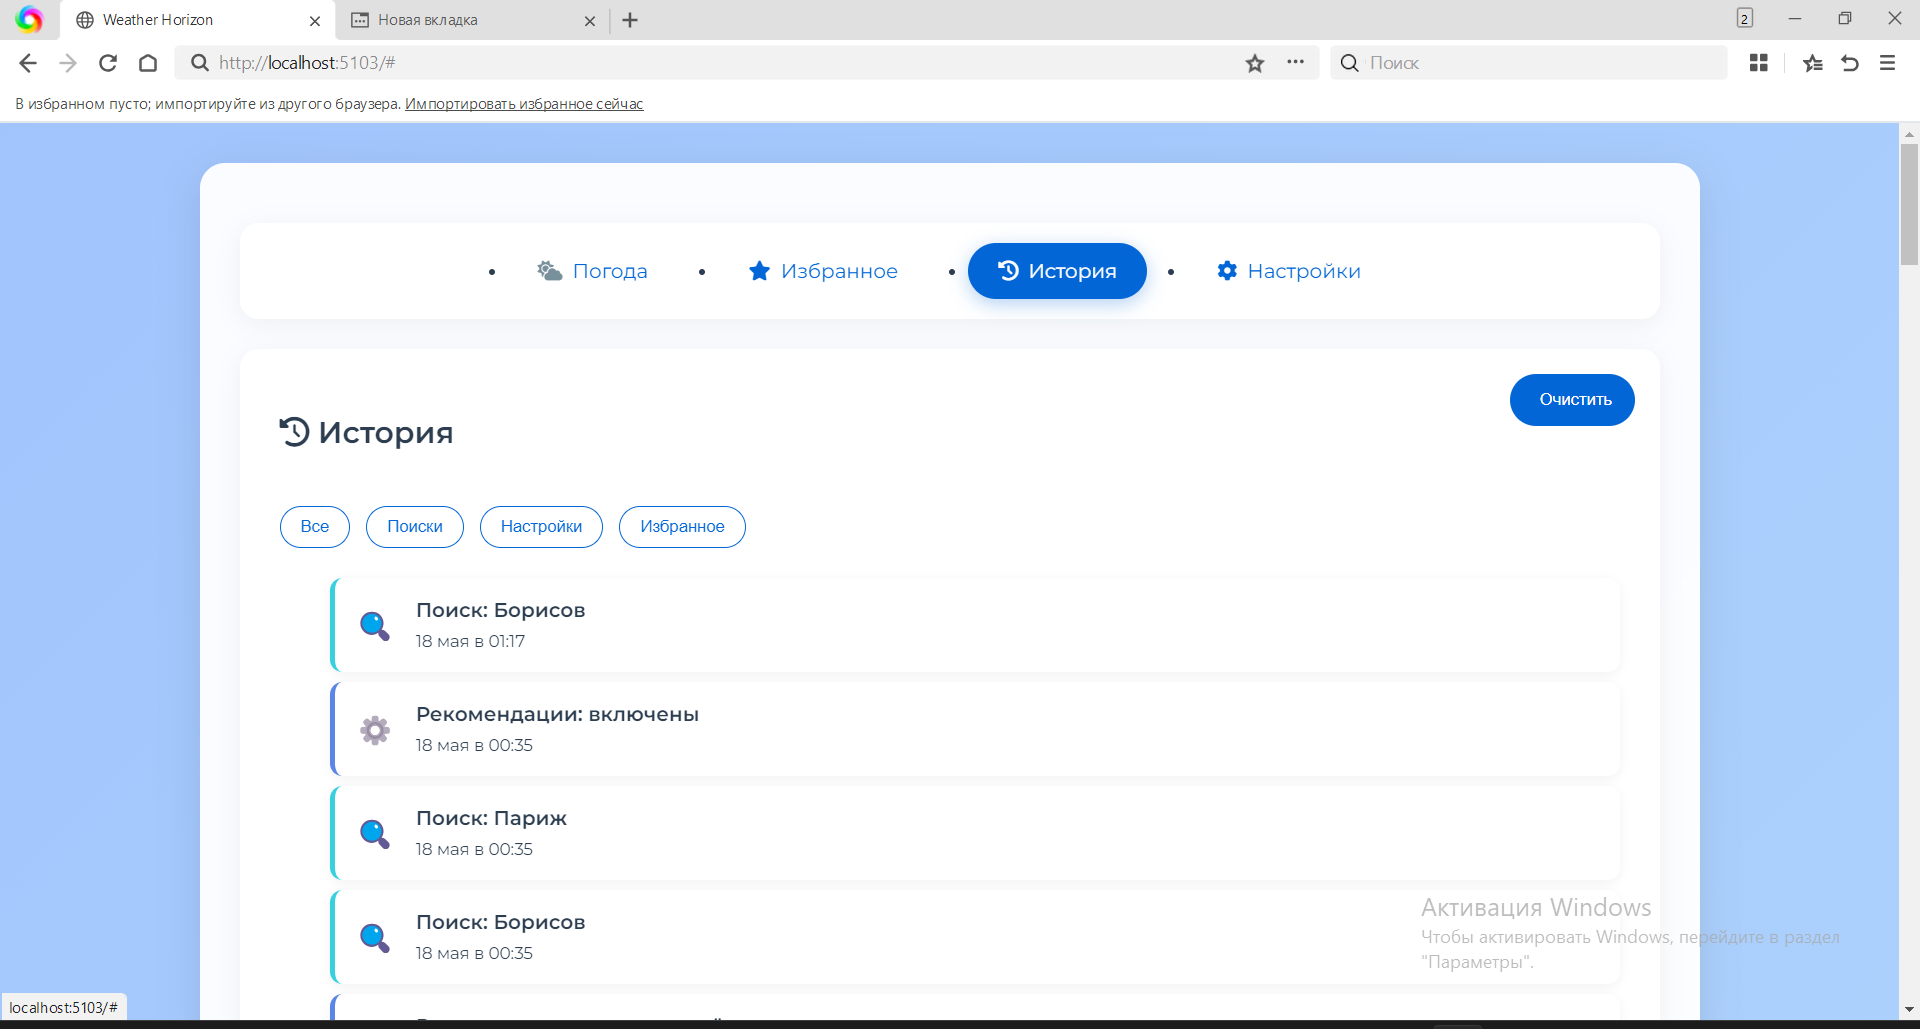 Weather Horizon
Новая вкладка
2
http://localhost:5103/#
Поиск
В избранном пусто; импортируйте из другого браузера. Импортировать избранное сейчас
Погода
Избранное
История
Настройки
Очистить
История
Все
Поиски
Настройки
Избранное
Поиск: Борисов
18 мая в 01:17
Рекомендации: включены
18 мая в 00:35
Поиск: Париж
18 мая в 00:35
Поиск: Борисов
18 мая в 00:35
Активация Windows
Чтобы активировать Windows, перейдите в раздел
"Параметры".
localhost:5103/#